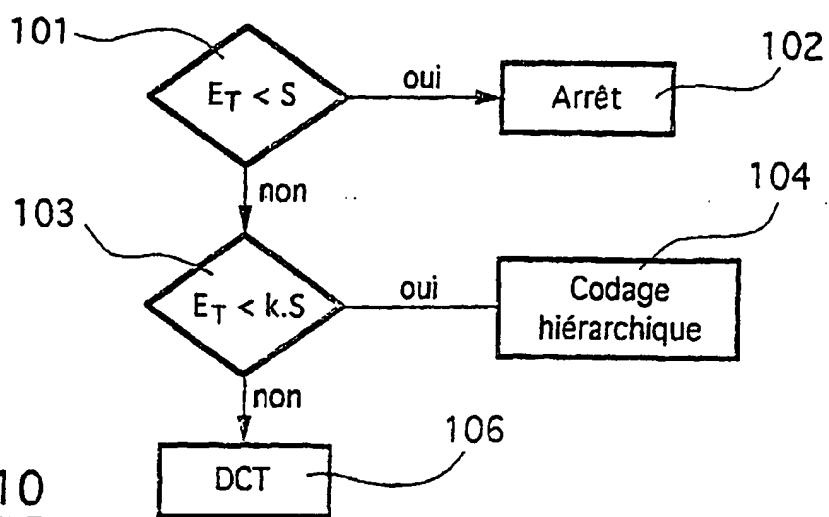 101
102
E_T < S
oui
Arrêt
non
103
104
E_T < k.S
oui
Codage
hiérarchique
non
106
DCT
10